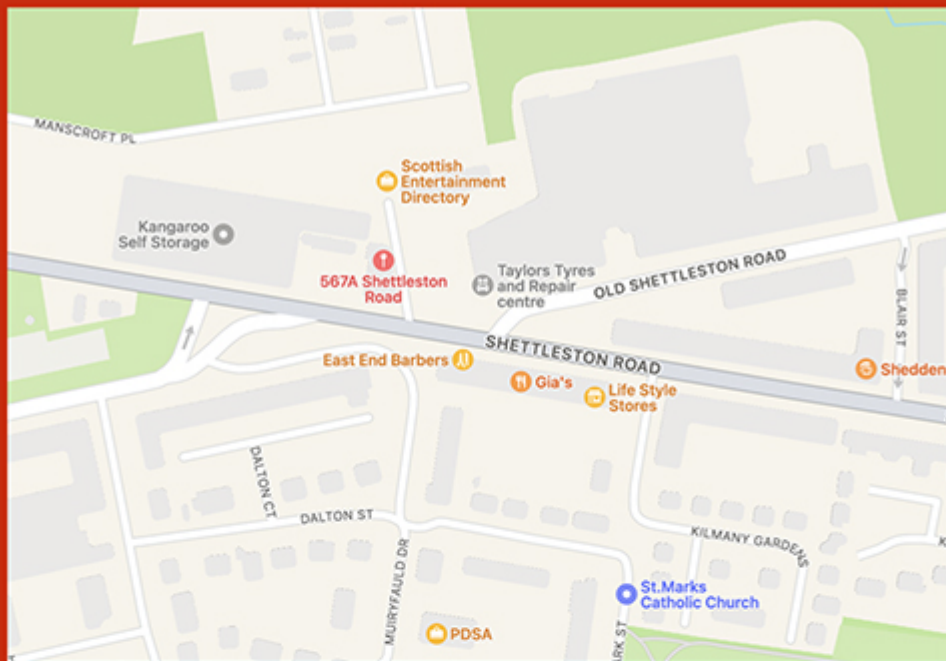 MANSCROFT PL
Scottish
Entertainment
Directory
Kangaroo
Self Storage
567A Shettleston
Road
Taylors Tyres
and Repair
centre
OLD SHETTLESTON ROAD
BLAIR ST
SHETTLESTON ROAD
East End Barbers
Gia's
Life Style
Stores
Shedden
DALTON CT
DALTON ST
KILMANY GARDENS
MUIRYFAULD DR
St.Marks
Catholic Church
PDSA
ARK ST
K